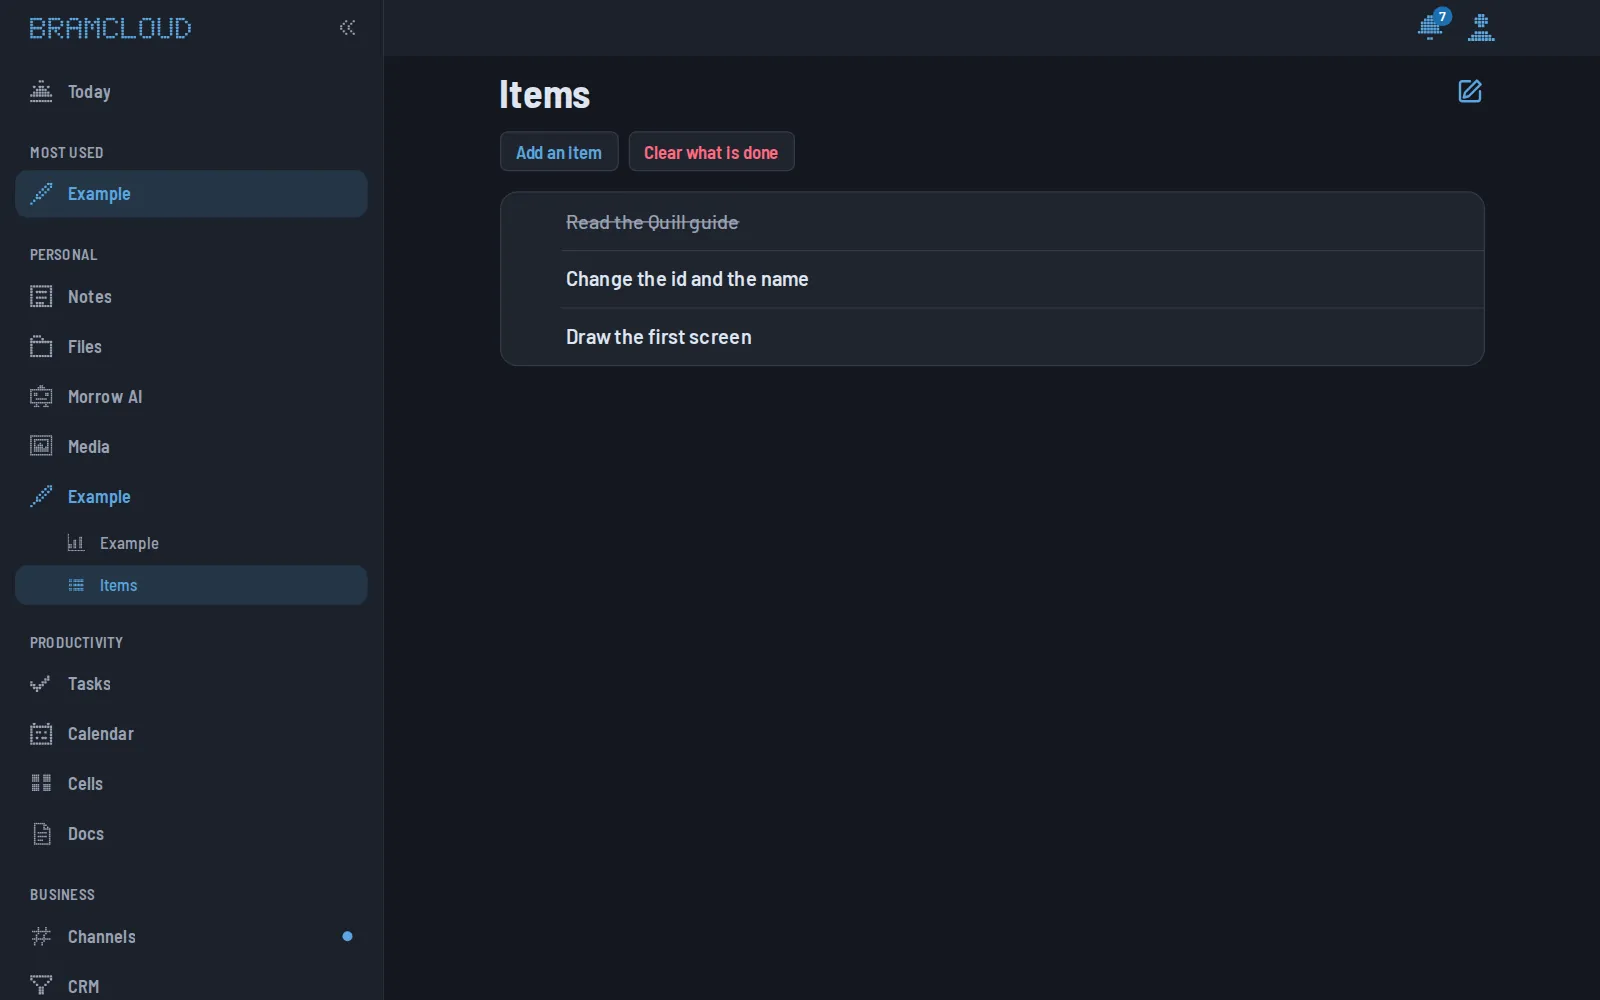 BRAMCLOUD
7
Today
MOST USED
Example
PERSONAL
Notes
Files
Morrow AI
Media
Example
Example
Items
PRODUCTIVITY
Tasks
Calendar
Cells
Docs
BUSINESS
Channels
CRM
Items
Add an item
Clear what is done
Read the Quill guide
Change the id and the name
Draw the first screen